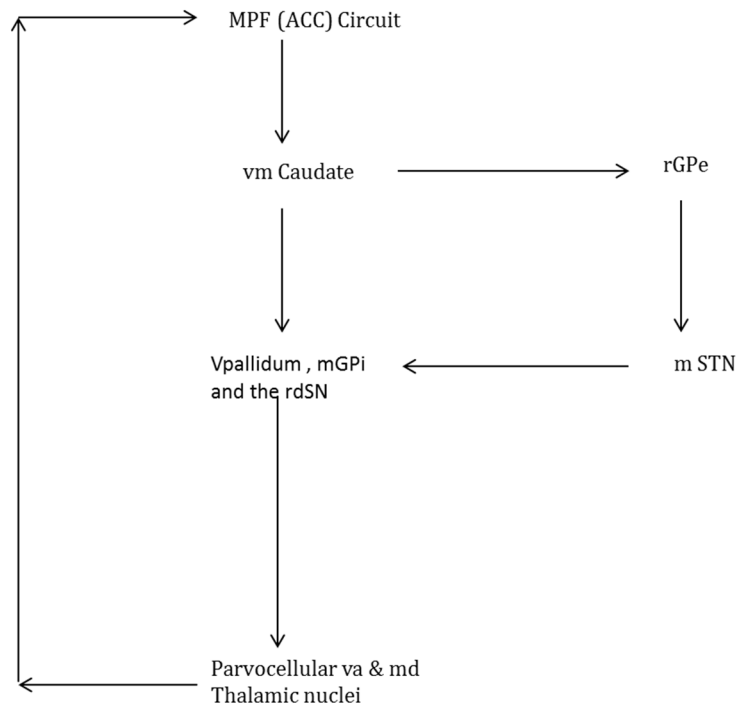 MPF (ACC) Circuit
vm Caudate
rGPe
Vpallidum , mGPi
and the rdSN
m STN
Parvocellular va & md
Thalamic nuclei